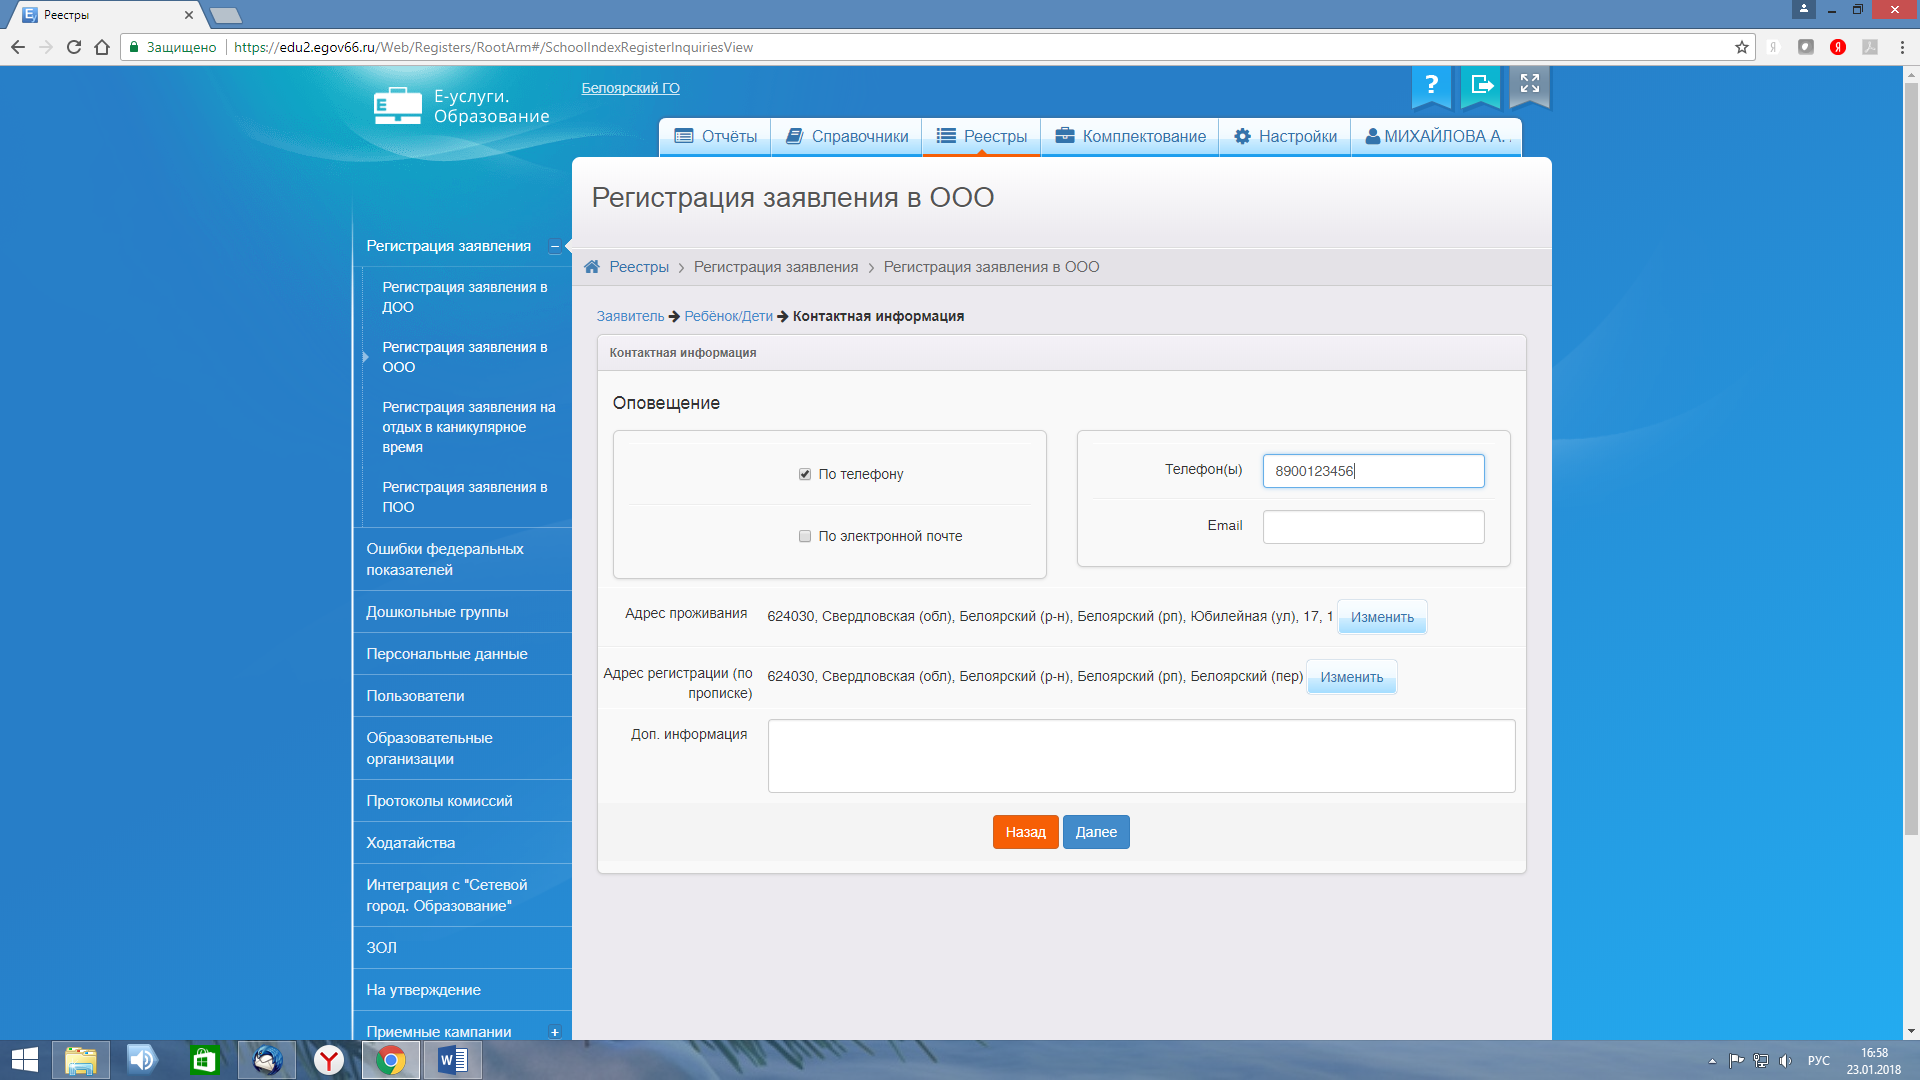 Реестры
Защищено
https://edu2.egov66.ru/Web/Registers/RootArm#/SchoolIndexRegisterInquiriesView
Е-услуги.
Образование
Белоярский ГО
?
Отчёты
Справочники
Реестры
Комплектование
Настройки
МИХАЙЛОВА А.
Регистрация заявления в ООО
Реестры > Регистрация заявления > Регистрация заявления в ООО
Регистрация заявления
Регистрация заявления в
ДОО
Регистрация заявления в
ООО
Регистрация заявления на
отдых в каникулярное
время
Регистрация заявления в
ПОО
Ошибки федеральных
показателей
Дошкольные группы
Персональные данные
Пользователи
Образовательные
организации
Протоколы комиссий
Ходатайства
Интеграция с "Сетевой
город. Образование"
ЗОЛ
На утверждение
Приемные кампании
Заявитель ➔ Ребёнок/Дети ➔ Контактная информация
Контактная информация
Оповещение
По телефону
По электронной почте
Телефон(ы) 8900123456
Email
Адрес проживания 624030, Свердловская (обл), Белоярский (р-н), Белоярский (рп), Юбилейная (ул), 17, 1 Изменить
Адрес регистрации (по
прописке) 624030, Свердловская (обл), Белоярский (р-н), Белоярский (рп), Белоярский (пер) Изменить
Доп. информация
Назад Далее
РУС
16:58
23.01.2018